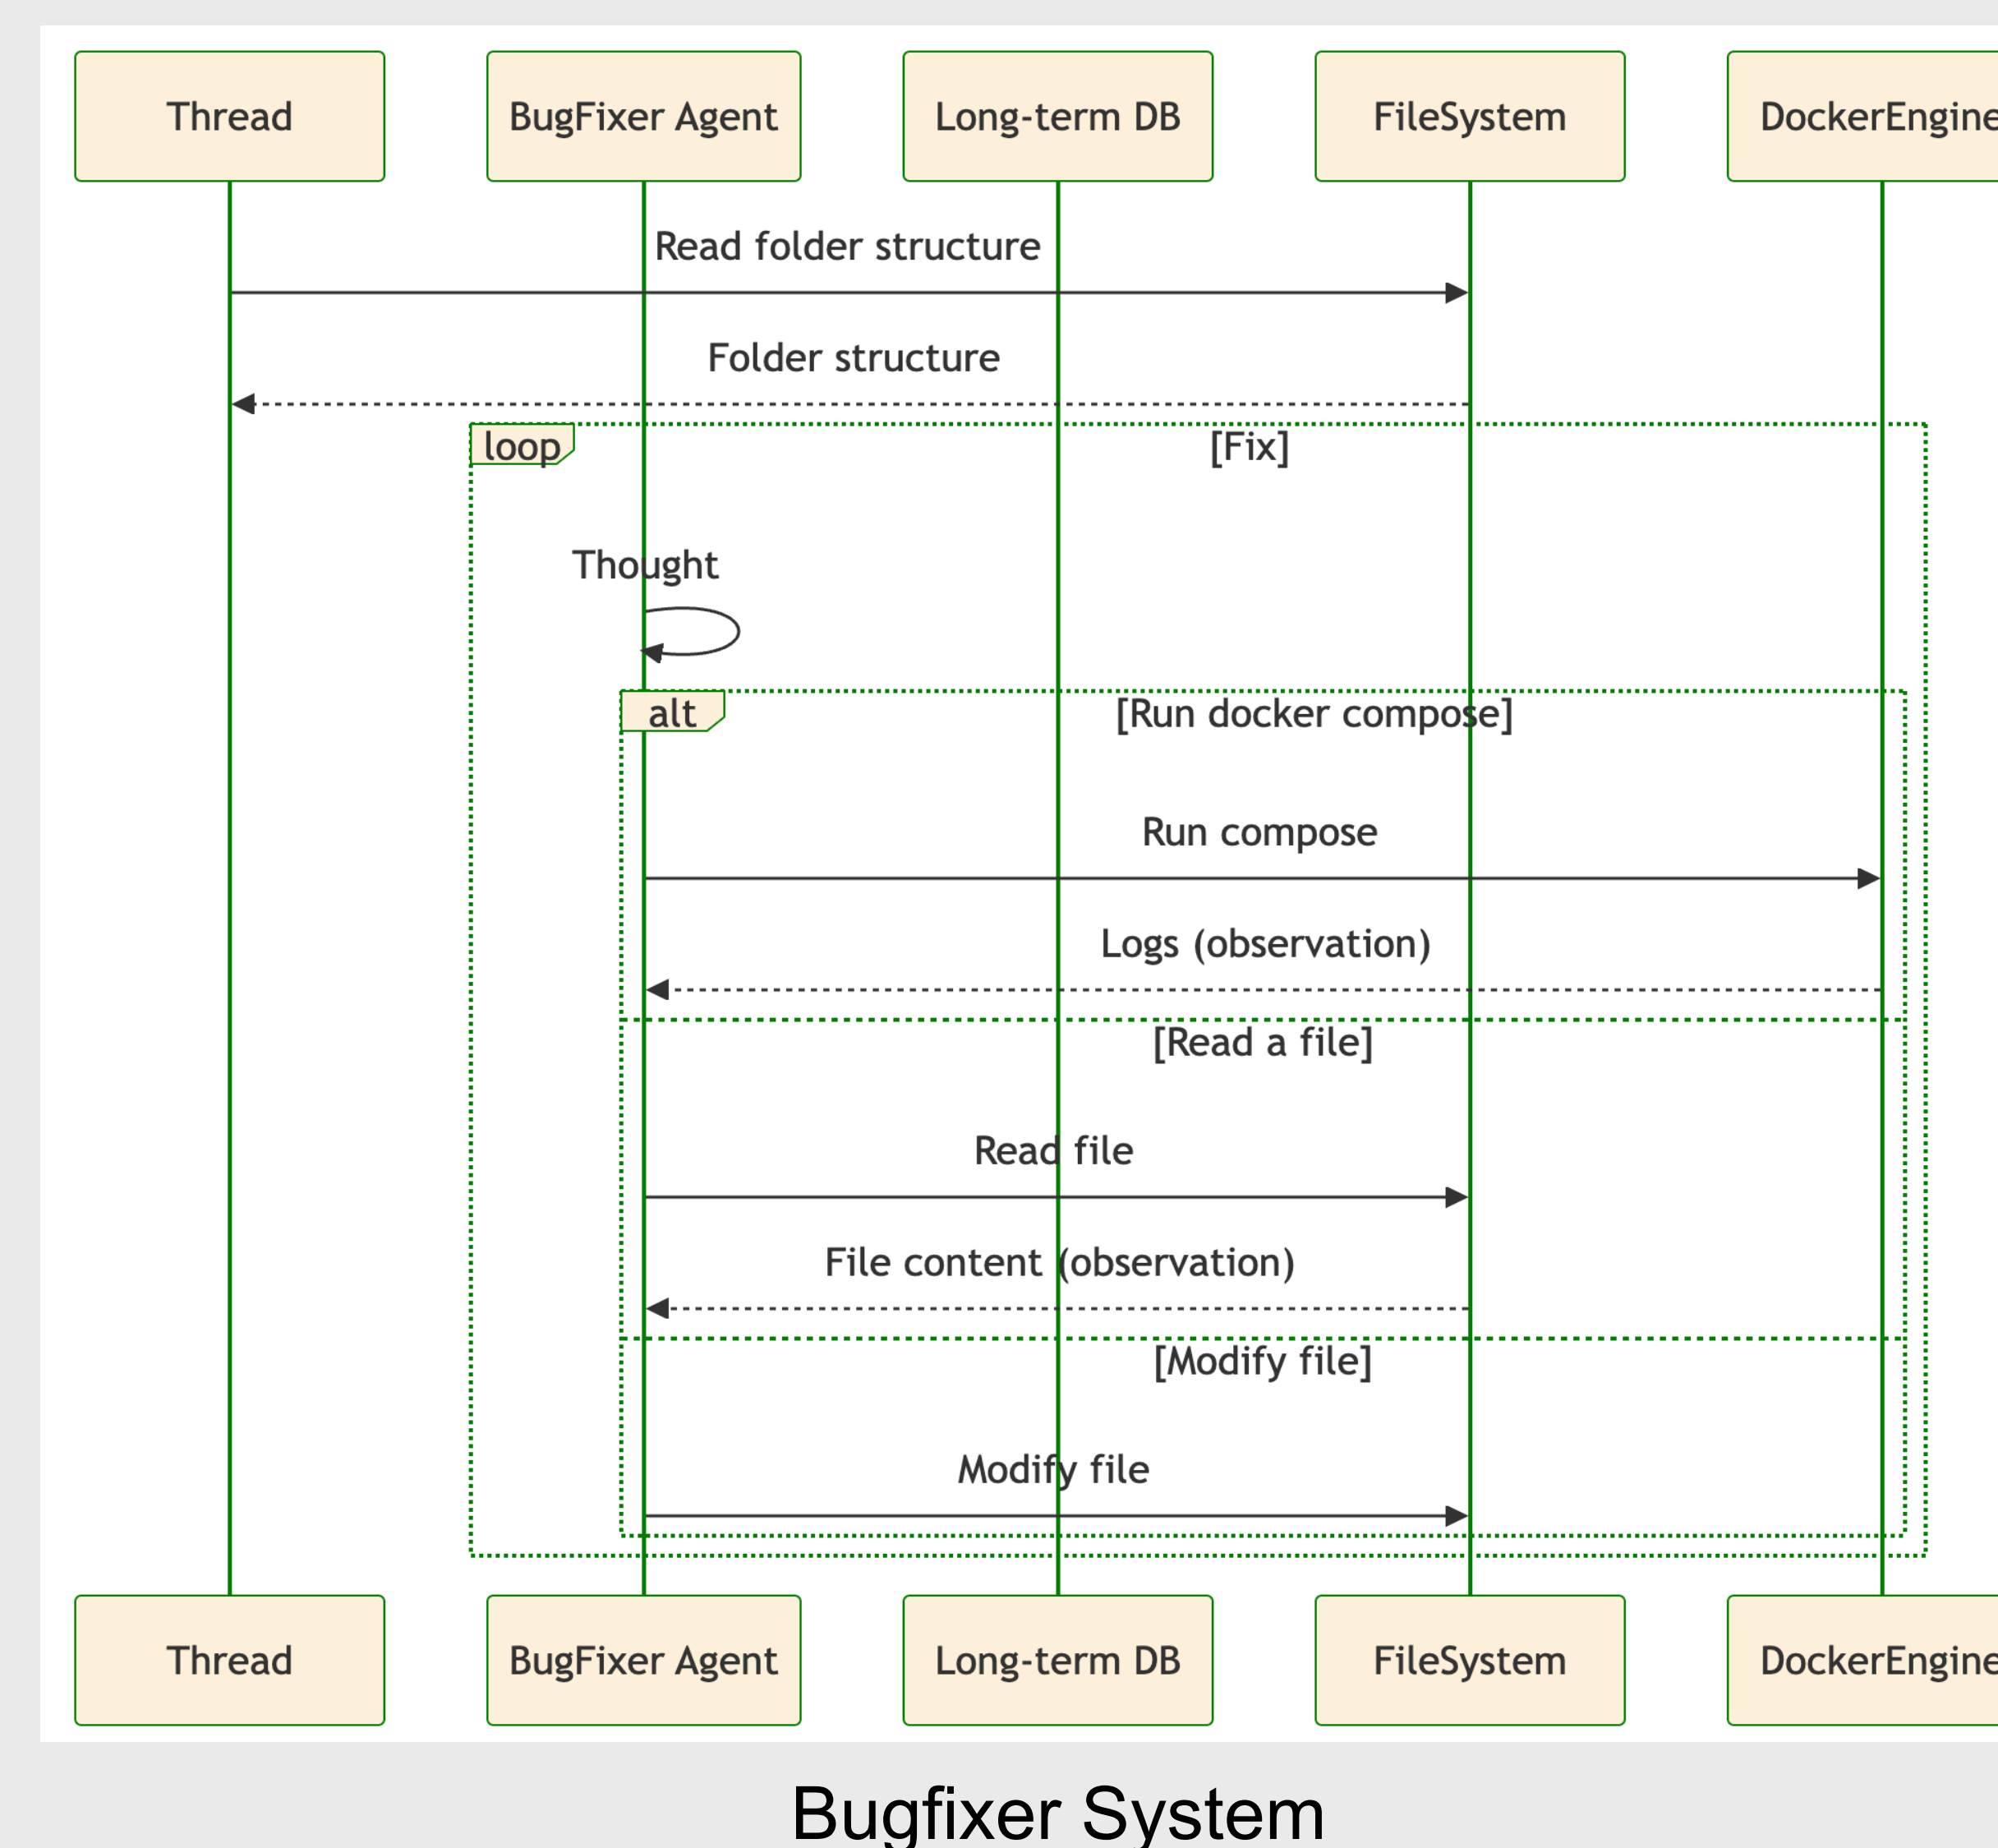 Thread
BugFixer Agent
Long-term DB
FileSystem
DockerEngine
Read folder structure
Folder structure
loop
[Fix]
Thought
alt
[Run docker compose]
Run compose
Logs (observation)
[Read a file]
Read file
File content (observation)
[Modify file]
Modify file
Thread
BugFixer Agent
Long-term DB
FileSystem
DockerEngine
Bugfixer System